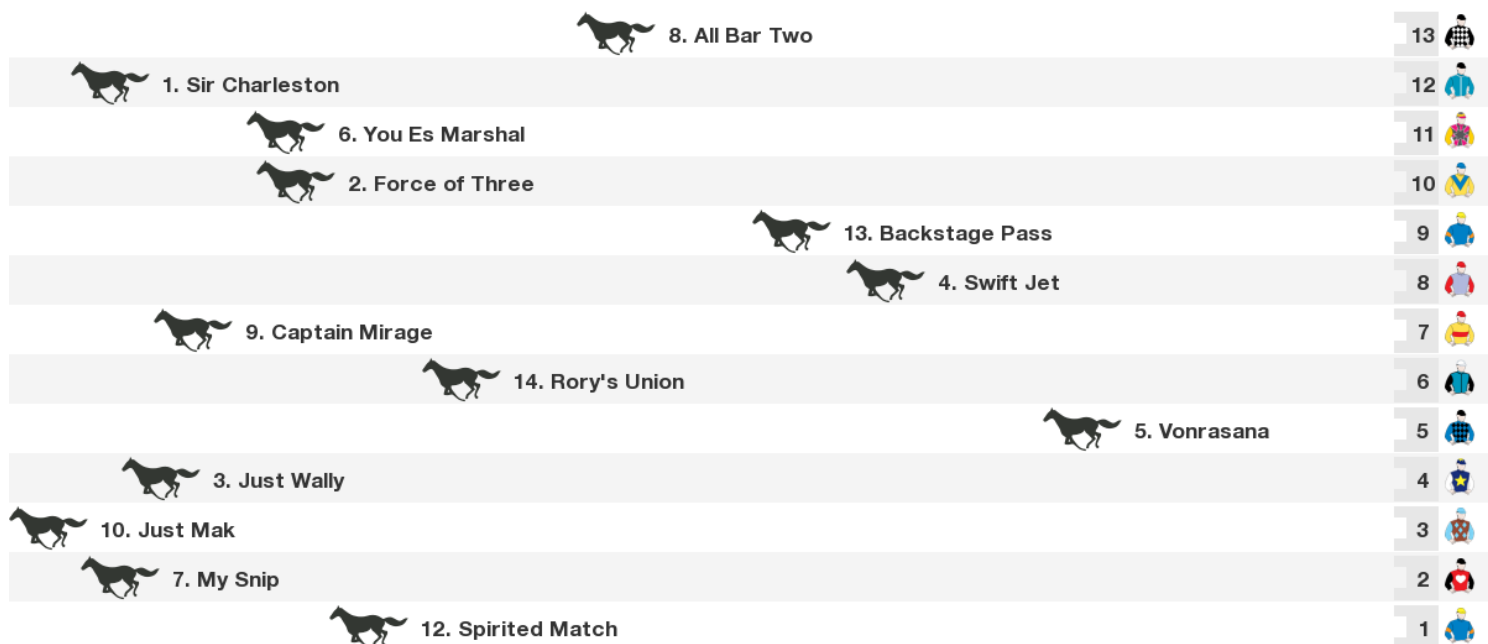 8. All Bar Two 13
1. Sir Charleston 12
6. You Es Marshal 11
2. Force of Three 10
13. Backstage Pass 9
4. Swift Jet 8
9. Captain Mirage 7
14. Rory's Union 6
5. Vonrasana 5
3. Just Wally 4
10. Just Mak 3
7. My Snip 2
12. Spirited Match 1